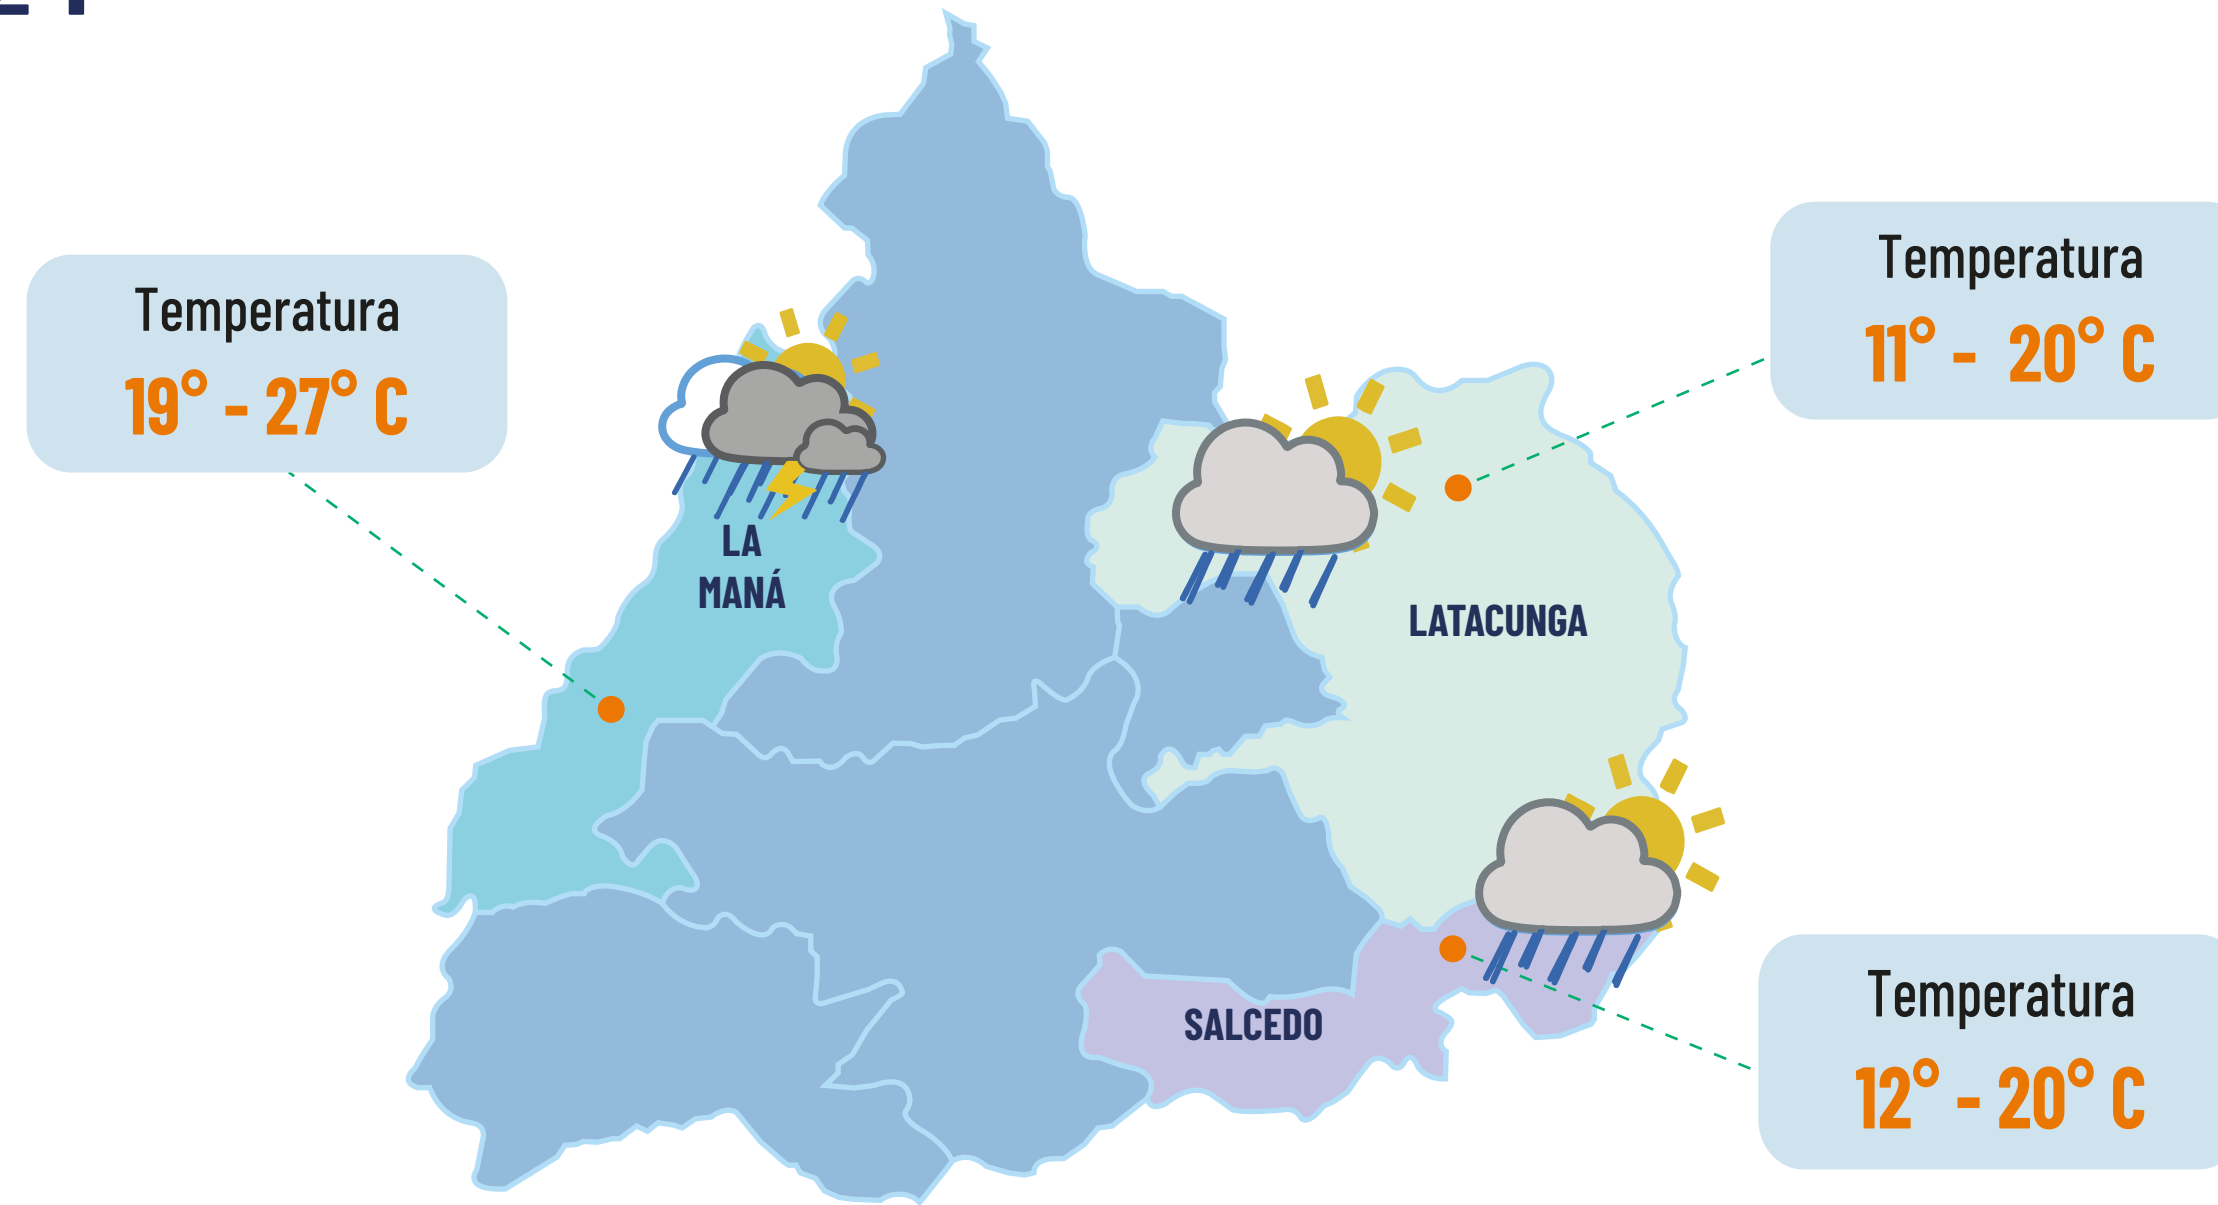 Temperatura
19° - 27° C
Temperatura
11° - 20° C
LA
MANÁ
LATACUNGA
SALCEDO
Temperatura
12° - 20° C